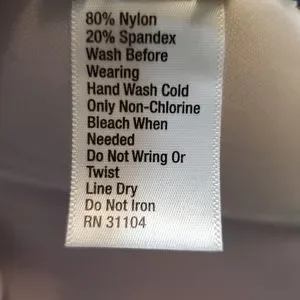 80% Nylon
20% Spandex
Wash Before
Wearing
Hand Wash Cold
Only Non-Chlorine
Bleach When
Needed
Do Not Wring Or
Twist
Line Dry
Do Not Iron
RN 31104